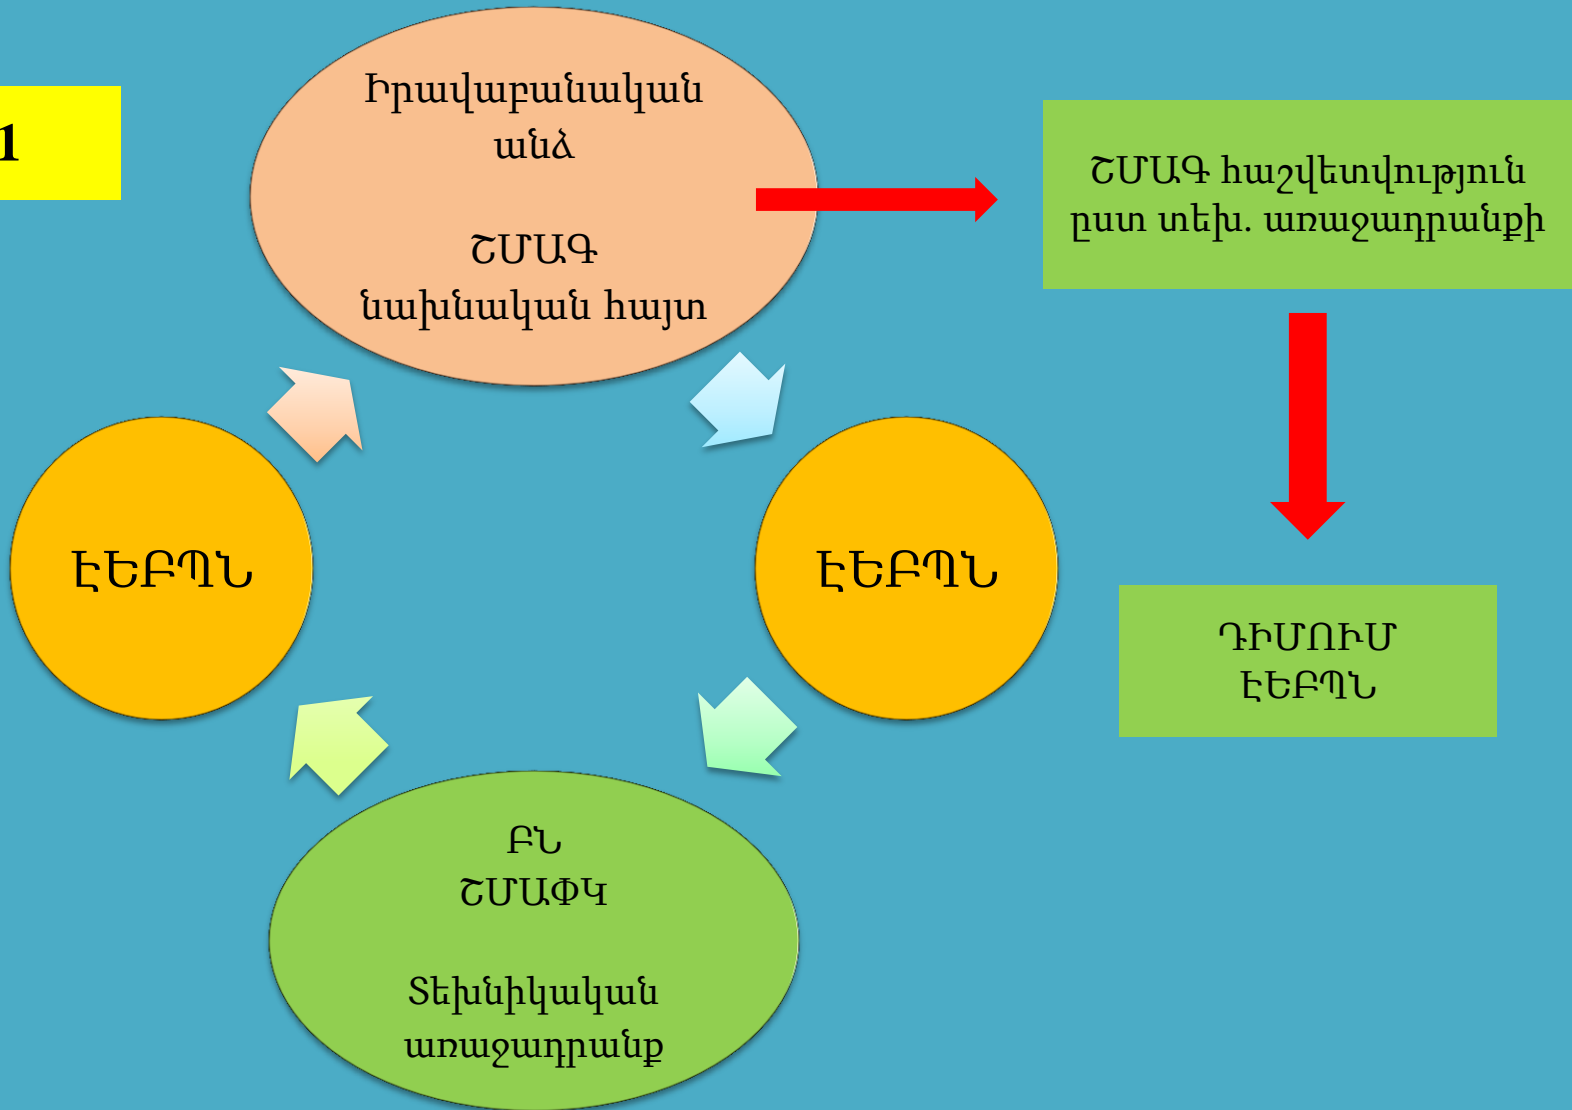 1
Իրավաբանական
անձ
ՇՄԱԳ
նախնական հայտ
ՇՄԱԳ հաշվետվություն
ըստ տեխ. առաջադրանքի
ԷԵԲՊՆ
ԷԵԲՊՆ
ԴԻՄՈՒՄ
ԷԵԲՊՆ
ԲՆ
ՇՄԱՓԿ
Տեխնիկական
առաջադրանք